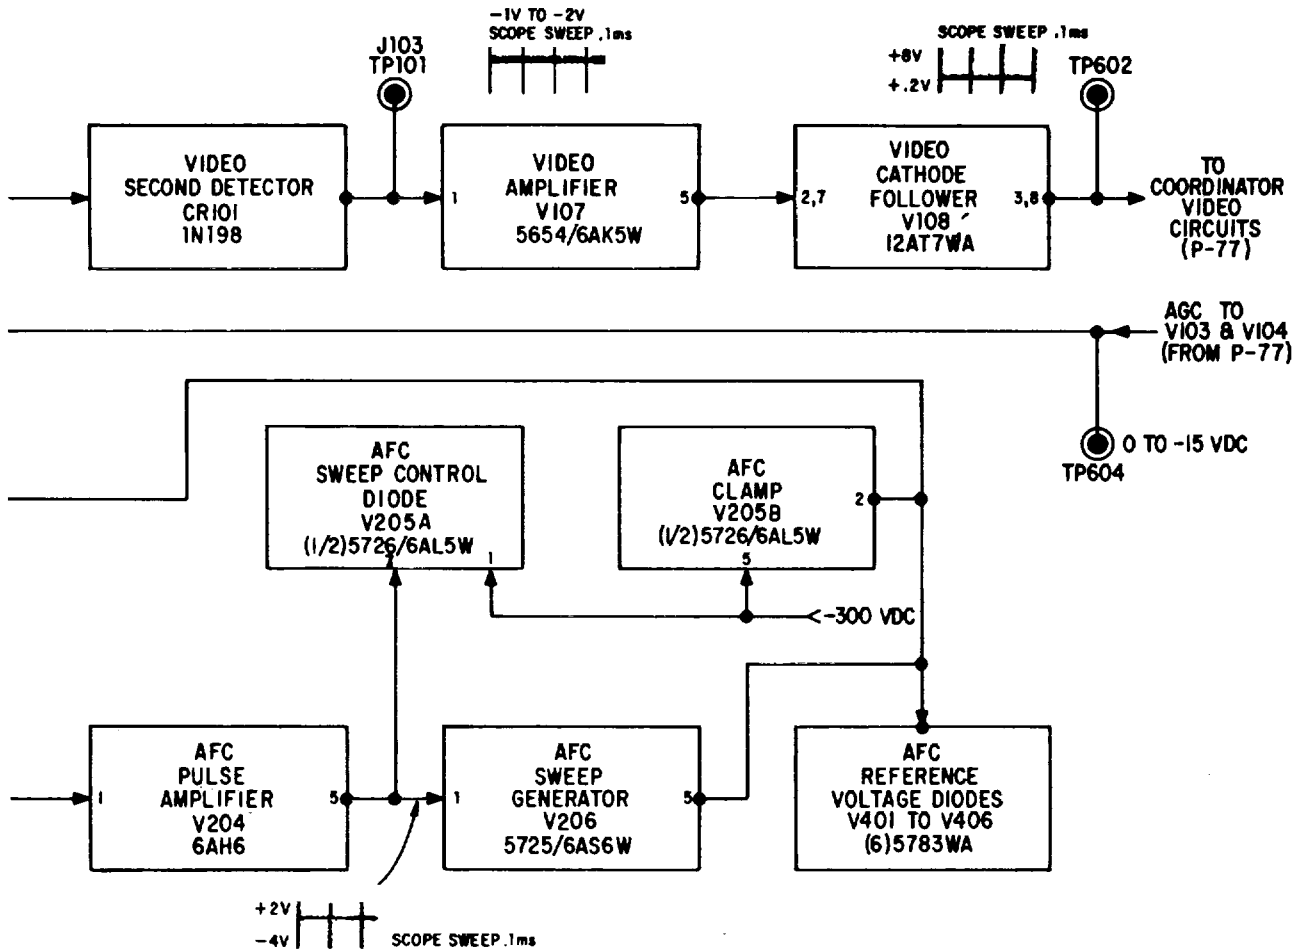 -1V TO -2V
SCOPE SWEEP .1ms
J103
TP101
SCOPE SWEEP .1ms
+8V
+.2V
TP602
VIDEO
SECOND DETECTOR
CR101
1N198
1
VIDEO
AMPLIFIER
V107
5654/6AK5W
5
2,7
VIDEO
CATHODE
FOLLOWER
V108
12AT7WA
3,8
TO
COORDINATOR
VIDEO
CIRCUITS
(P-77)
AGC TO
V103 & V104
(FROM P-77)
0 TO -15 VDC
TP604
AFC
SWEEP CONTROL
DIODE
V205A
(1/2)5726/6AL5W
1
AFC
CLAMP
V205B
(1/2)5726/6AL5W
2
5
-300 VDC
1
AFC
PULSE
AMPLIFIER
V204
6AH6
5
1
AFC
SWEEP
GENERATOR
V206
5725/6AS6W
5
AFC
REFERENCE
VOLTAGE DIODES
V401 TO V406
(6)5783WA
+2V
-4V
SCOPE SWEEP .1ms